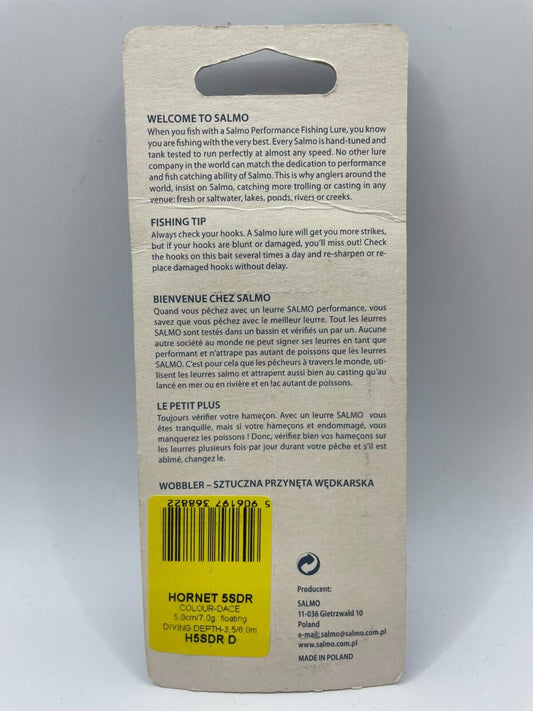 WELCOME TO SALMO
When you fish with a Salmo Performance Fishing Lure, you know
you are fishing with the very best. Every Salmo is hand-tuned and
tank tested to run perfectly at almost any speed. No other lure
company in the world can match the dedication to performance
and fish catching ability of Salmo. This is why anglers around the
world, insist on Salmo, catching more trolling or casting in any
venue: fresh or saltwater, lakes, ponds, rivers or creeks.
FISHING TIP
Always check your hooks. A Salmo lure will get you more strikes,
but if your hooks are blunt or damaged, you'll miss out! Check
the hooks on this bait several times a day and re-sharpen or re-
place damaged hooks without delay.
BIENVENUE CHEZ SALMO
Quand vous pêchez avec un leurre SALMO performance, vous
savez que vous pêchez avec le meilleur leurre. Tout les leurres
SALMO sont testés dans un bassin et vérifiés un par un. Aucune
autre société au monde ne peut signer ses leurres en tant que
performant et n'attrape pas autant de poissons que les leurres
SALMO. C'est pour cela que les pêcheurs à travers le monde, uti-
lisent les leurres salmo et attrapent aussi bien au casting qu'au
lancé en mer ou en rivière et en lac autant de poissons.
LE PETIT PLUS
Toujours vérifier votre hameçon. Avec un leurre SALMO vous
êtes tranquille, mais si votre hameçons et endommagé, vous
manquerez les poissons ! Donc, vérifiez bien vos hameçons sur
les leurres plusieurs fois par jour durant votre pêche et s'il est
abîmé, changez le.
WOBBLER – SZTUCZNA PRZYNĘTA WĘDKARSKA
5 906197 368822
HORNET 5SDR
COLOUR-DACE
5,0cm/7,0g floating
DIVING DEPTH-3,5/6,0m
H5SDR D
Producent:
SALMO
11-036 Gietrzwałd 10
Poland
e-mail: salmo@salmo.com.pl
www.salmo.com.pl
MADE IN POLAND